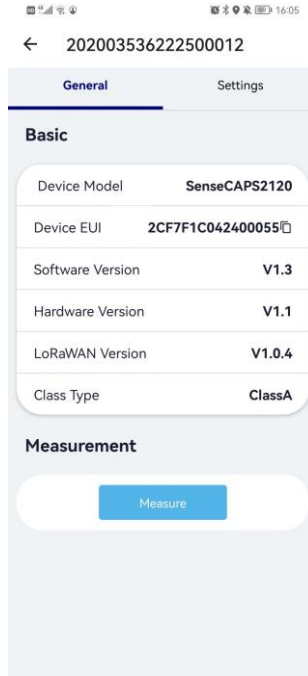 16:05
202003536222500012
General Settings
Basic
Device Model SenseCAPS2120
Device EUI 2CF7F1C042400055
Software Version V1.3
Hardware Version V1.1
LoRaWAN Version V1.0.4
Class Type ClassA
Measurement
Measure